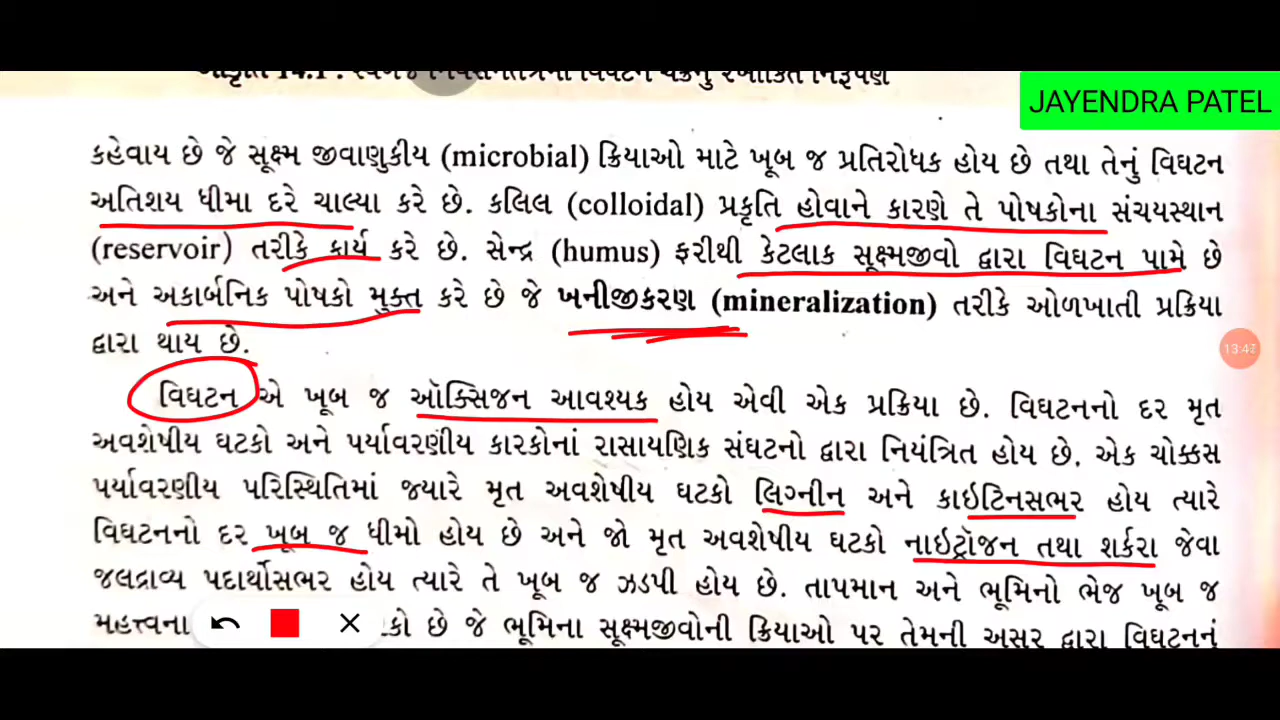 JAYENDRA PATEL
કહેવાય છે જે સૂક્ષ્મ જીવાણુકીય (microbial) ક્રિયાઓ માટે ખૂબ જ પ્રતિરોધક હોય છે તથા તેનું વિઘટન
અતિશય ધીમા દરે ચાલ્યા કરે છે. કલિલ (colloidal) પ્રકૃતિ હોવાને કારણે તે પોષકોના સંચયસ્થાન
(reservoir) તરીકે કાર્ય કરે છે. સેન્દ્ર (humus) ફરીથી કેટલાક સૂક્ષ્મજીવો દ્વારા વિઘટન પામે છે
અને અકાર્બનિક પોષકો મુક્ત કરે છે જે ખનીજીકરણ (mineralization) તરીકે ઓળખાતી પ્રક્રિયા
દ્વારા થાય છે.
13:47
વિઘટન એ ખૂબ જ ઑક્સિજન આવશ્યક હોય એવી એક પ્રક્રિયા છે. વિઘટનનો દર મૃત
અવશેષીય ઘટકો અને પર્યાવરણીય કારકોનાં રાસાયણિક સંઘટનો દ્વારા નિયંત્રિત હોય છે. એક ચોક્કસ
પર્યાવરણીય પરિસ્થિતિમાં જ્યારે મૃત અવશેષીય ઘટકો લિગ્નીન અને કાઇટિનસભર હોય ત્યારે
વિઘટનનો દર ખૂબ જ ધીમો હોય છે અને જો મૃત અવશેષીય ઘટકો નાઇટ્રૉજન તથા શર્કરા જેવા
જલદ્રાવ્ય પદાર્થોસભર હોય ત્યારે તે ખૂબ જ ઝડપી હોય છે. તાપમાન અને ભૂમિનો ભેજ ખૂબ જ
મહત્ત્વના છે જે ભૂમિના સૂક્ષ્મજીવોની ક્રિયાઓ પર તેમની અસર દ્વારા વિઘટનનું